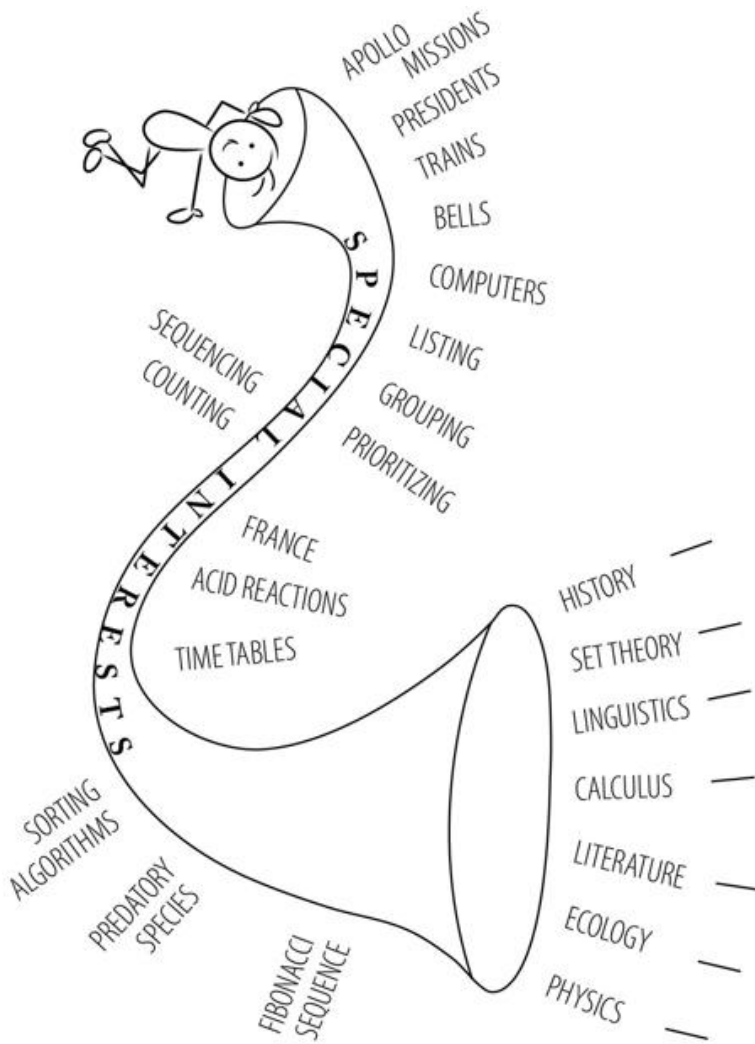 APOLLO
MISSIONS
PRESIDENTS
TRAINS
BELLS
COMPUTERS
LISTING
GROUPING
PRIORITIZING
SEQUENCING
COUNTING
SPECIAL INTERESTS
FRANCE
ACID REACTIONS
TIME TABLES
SORTING
ALGORITHMS
PREDATORY
SPECIES
FIBONACCI
SEQUENCE
HISTORY
SET THEORY
LINGUISTICS
CALCULUS
LITERATURE
ECOLOGY
PHYSICS